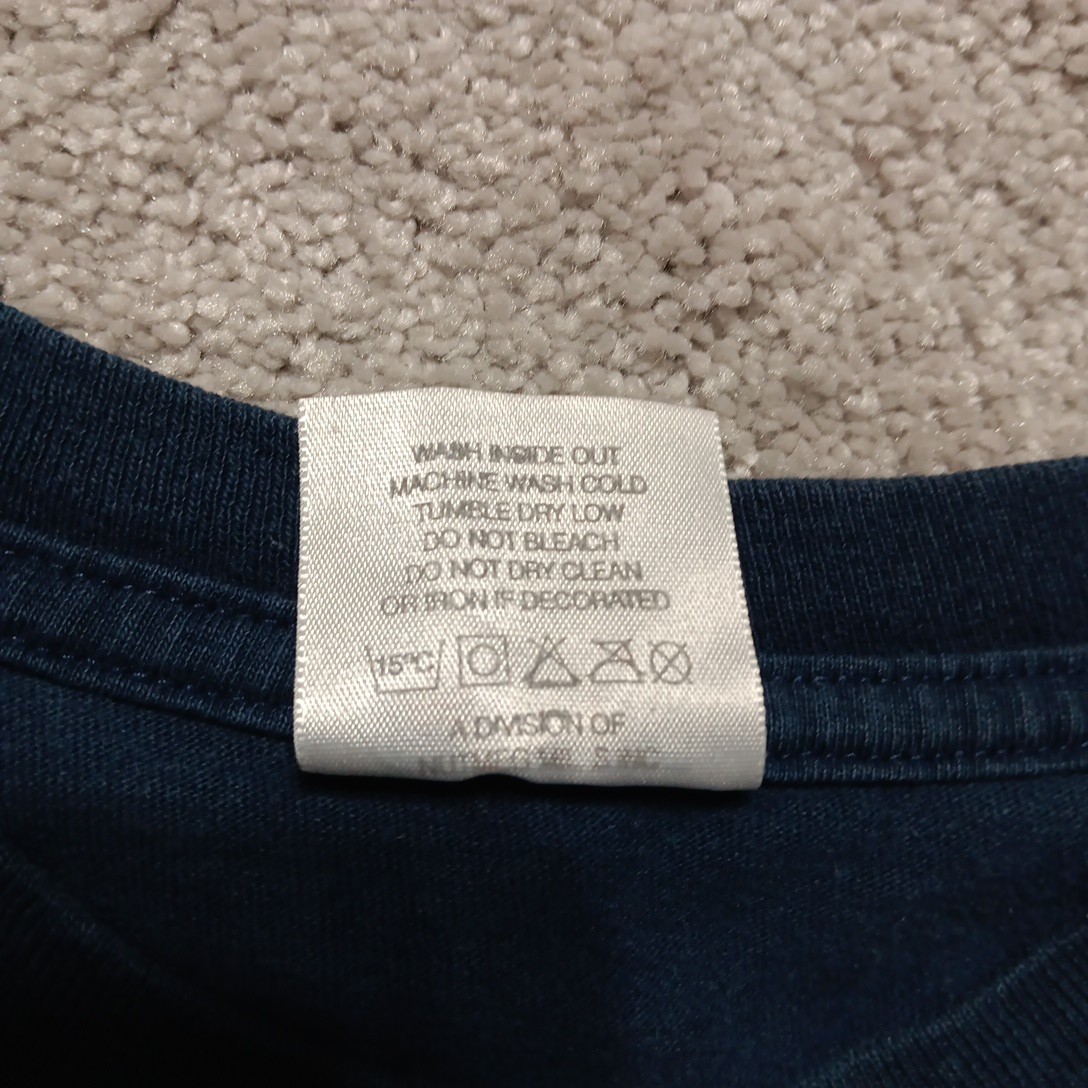 WASH INSIDE OUT
MACHINE WASH COLD
TUMBLE DRY LOW
DO NOT BLEACH
DO NOT DRY CLEAN
OR IRON IF DECORATED
15°C
A DIVISION OF